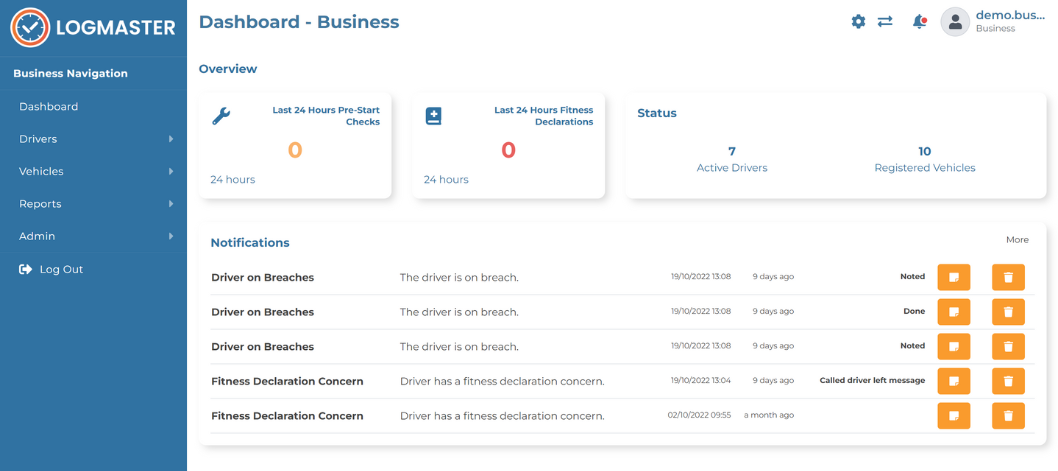 LOGMASTER
Business Navigation
Dashboard
Drivers
Vehicles
Reports
Admin
Log Out
Dashboard - Business
demo.bus...
Business
Overview
Last 24 Hours Pre-Start
Checks
0
24 hours
Last 24 Hours Fitness
Declarations
0
24 hours
Status
7
Active Drivers
10
Registered Vehicles
Notifications
More
Driver on Breaches The driver is on breach. 19/10/2022 13:08 9 days ago Noted
Driver on Breaches The driver is on breach. 19/10/2022 13:08 9 days ago Done
Driver on Breaches The driver is on breach. 19/10/2022 13:08 9 days ago Noted
Fitness Declaration Concern Driver has a fitness declaration concern. 19/10/2022 13:04 9 days ago Called driver left message
Fitness Declaration Concern Driver has a fitness declaration concern. 02/10/2022 09:55 a month ago